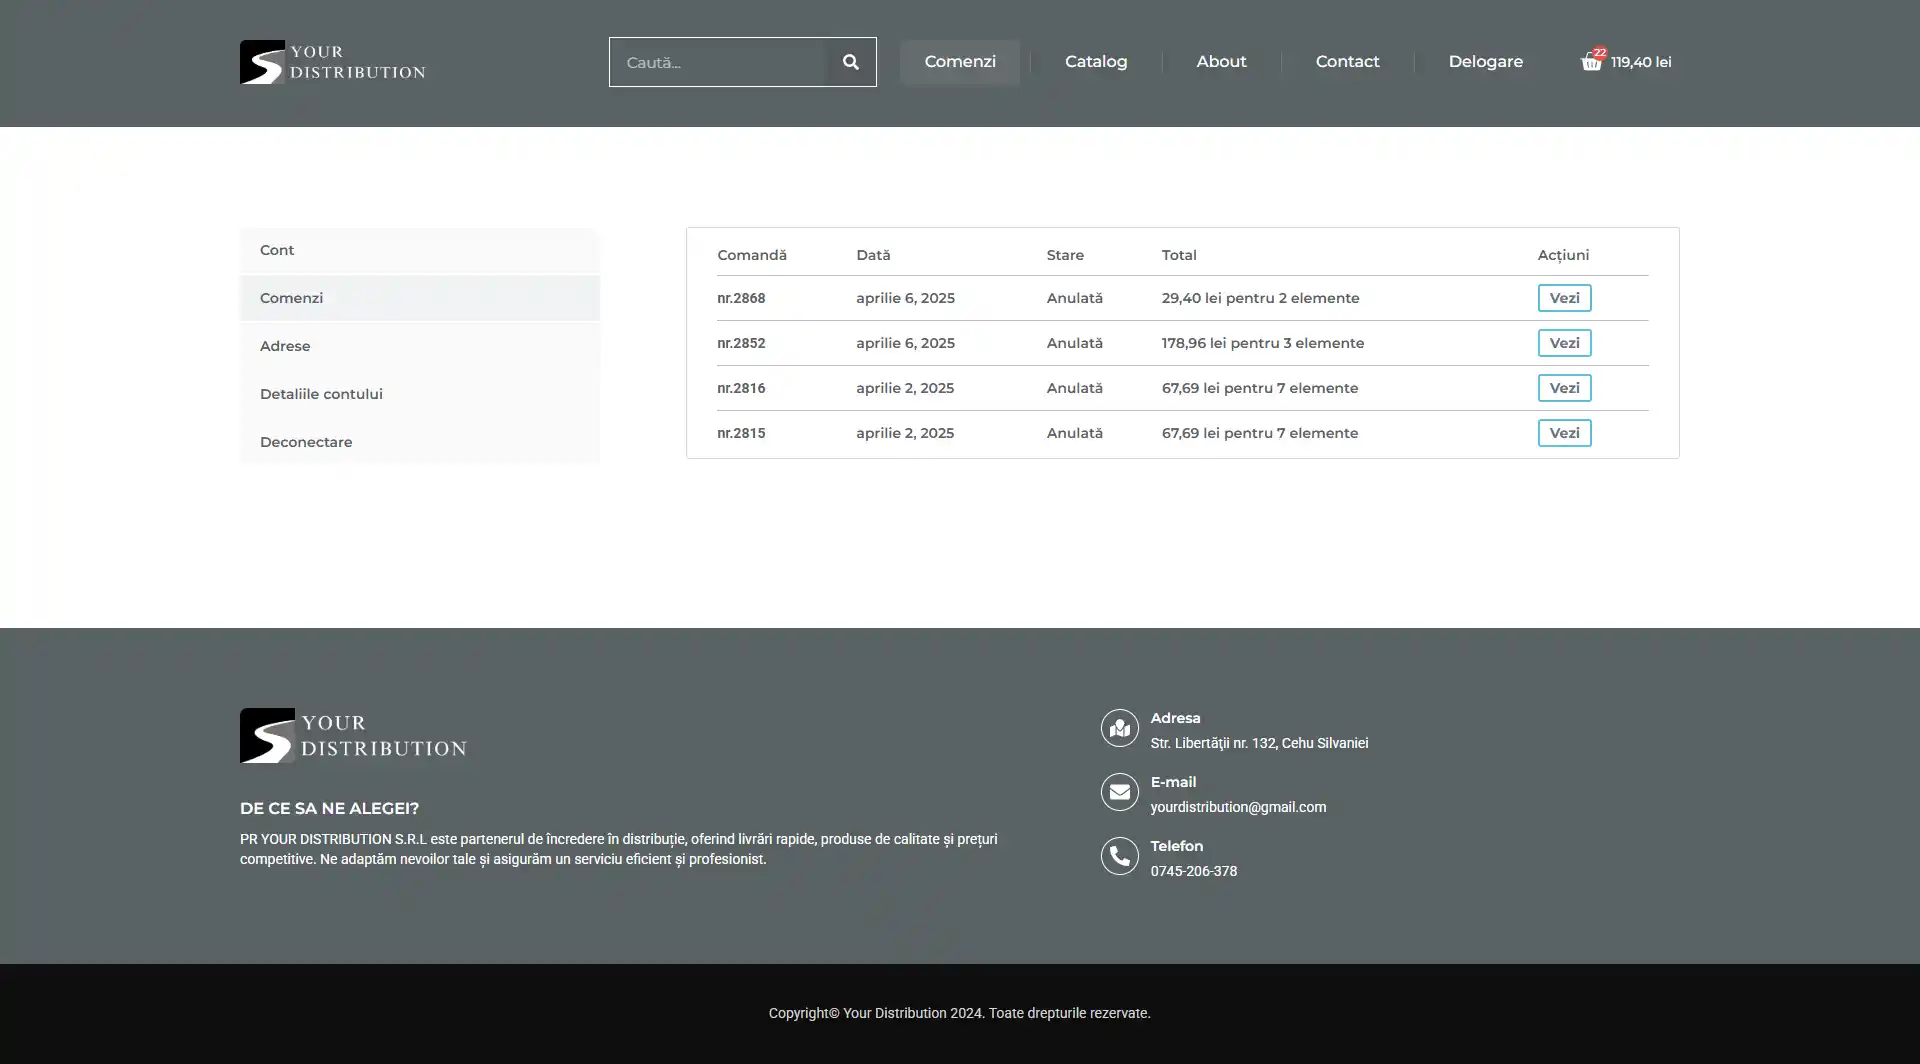 YOUR
DISTRIBUTION
Caută...
Comenzi
Catalog
About
Contact
Delogare
22
119,40 lei
Cont
Comenzi
Adrese
Detaliile contului
Deconectare
Comandă Dată Stare Total Acțiuni
nr.2868 aprilie 6, 2025 Anulată 29,40 lei pentru 2 elemente Vezi
nr.2852 aprilie 6, 2025 Anulată 178,96 lei pentru 3 elemente Vezi
nr.2816 aprilie 2, 2025 Anulată 67,69 lei pentru 7 elemente Vezi
nr.2815 aprilie 2, 2025 Anulată 67,69 lei pentru 7 elemente Vezi
YOUR
DISTRIBUTION
DE CE SA NE ALEGEI?
PR YOUR DISTRIBUTION S.R.L este partenerul de încredere în distribuție, oferind livrări rapide, produse de calitate și prețuri
competitive. Ne adaptăm nevoilor tale și asigurăm un serviciu eficient și profesionist.
Adresa
Str. Libertăţii nr. 132, Cehu Silvaniei
E-mail
yourdistribution@gmail.com
Telefon
0745-206-378
Copyright© Your Distribution 2024. Toate drepturile rezervate.